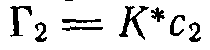 Γ₂ = K*c₂